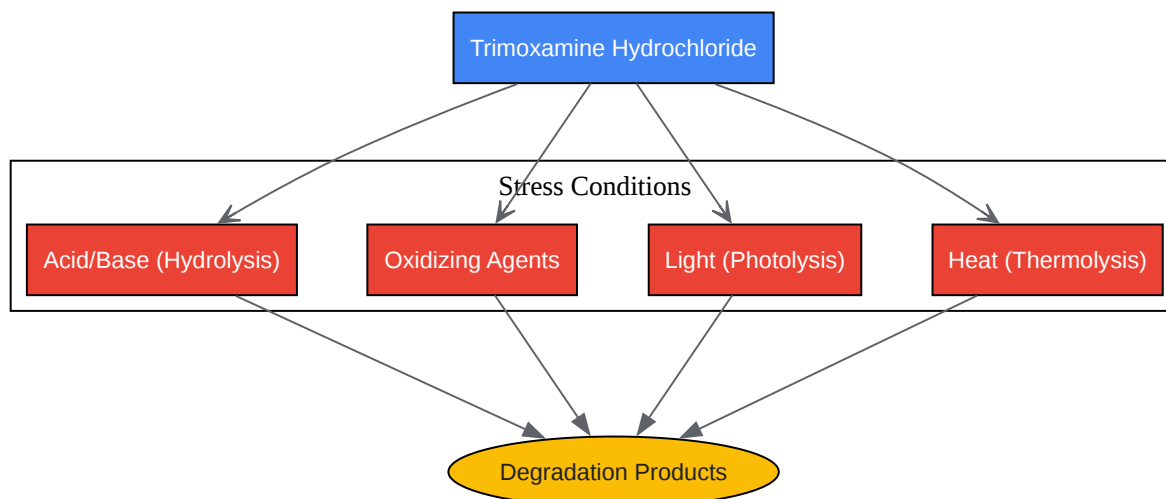 Trimoxamine Hydrochloride
Stress Conditions
Acid/Base (Hydrolysis)
Oxidizing Agents
Light (Photolysis)
Heat (Thermolysis)
Degradation Products